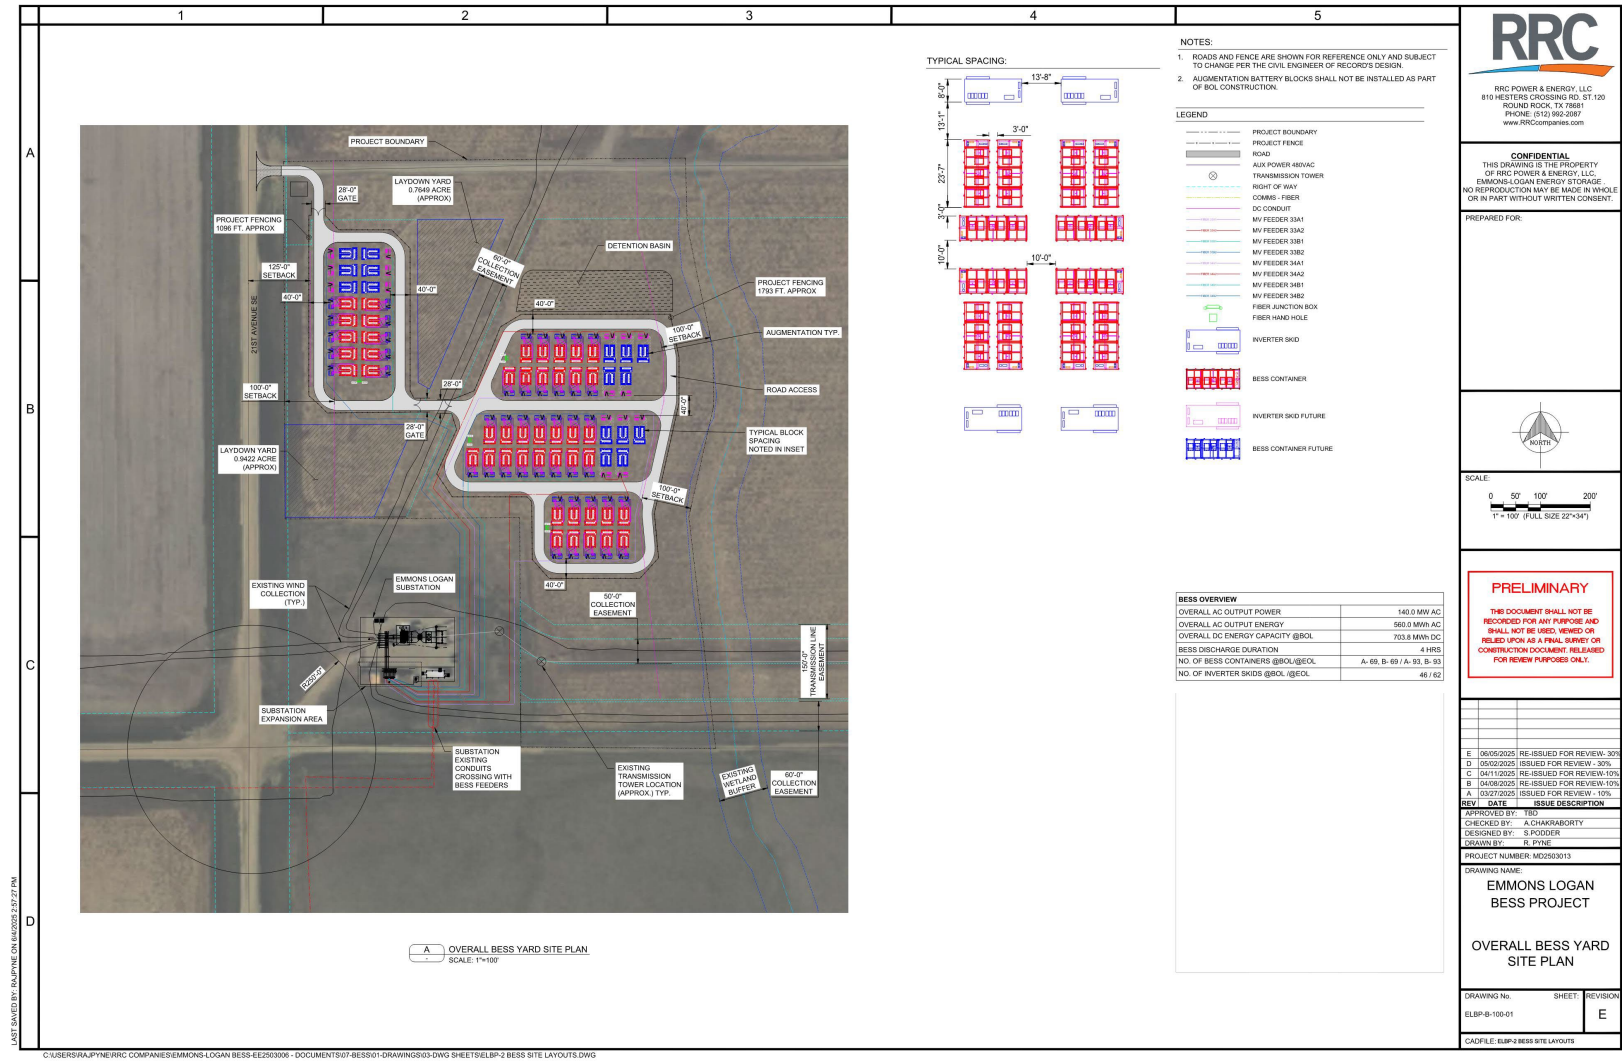 1
2
3
4
5
A
B
C
D
PROJECT BOUNDARY
LAYDOWN YARD
0.7649 ACRE
(APPROX)
28'-0"
GATE
PROJECT FENCING
1096 FT. APPROX
125'-0"
SETBACK
40'-0"
40'-0"
21ST AVENUE SE
60'-0"
COLLECTION
EASEMENT
DETENTION BASIN
PROJECT FENCING
1793 FT. APPROX
40'-0"
100'-0"
SETBACK
AUGMENTATION TYP.
ROAD ACCESS
100'-0"
SETBACK
28'-0"
28'-0"
GATE
40'-0"
TYPICAL BLOCK
SPACING
NOTED IN INSET
LAYDOWN YARD
0.9422 ACRE
(APPROX)
100'-0"
SETBACK
40'-0"
50'-0"
COLLECTION
EASEMENT
EXISTING WIND
COLLECTION
(TYP.)
EMMONS LOGAN
SUBSTATION
R250'-0"
SUBSTATION
EXPANSION AREA
150'-0"
TRANSMISSION LINE
EASEMENT
SUBSTATION
EXISTING
CONDUITS
CROSSING WITH
BESS FEEDERS
EXISTING
TRANSMISSION
TOWER LOCATION
(APPROX.) TYP.
EXISTING
WETLAND
BUFFER
60'-0"
COLLECTION
EASEMENT
A OVERALL BESS YARD SITE PLAN
- SCALE: 1"=100'
TYPICAL SPACING:
13'-8"
8'-0"
13'-1"
3'-0"
23'-7"
3'-0"
10'-0"
10'-0"
NOTES:
1. ROADS AND FENCE ARE SHOWN FOR REFERENCE ONLY AND SUBJECT
TO CHANGE PER THE CIVIL ENGINEER OF RECORD'S DESIGN.
2. AUGMENTATION BATTERY BLOCKS SHALL NOT BE INSTALLED AS PART
OF BOL CONSTRUCTION.
LEGEND
PROJECT BOUNDARY
PROJECT FENCE
ROAD
AUX POWER 480VAC
TRANSMISSION TOWER
RIGHT OF WAY
COMMS - FIBER
DC CONDUIT
MV FEEDER 33A1
MV FEEDER 33A2
MV FEEDER 33B1
MV FEEDER 33B2
MV FEEDER 34A1
MV FEEDER 34A2
MV FEEDER 34B1
MV FEEDER 34B2
FIBER JUNCTION BOX
FIBER HAND HOLE
INVERTER SKID
BESS CONTAINER
INVERTER SKID FUTURE
BESS CONTAINER FUTURE
BESS OVERVIEW
OVERALL AC OUTPUT POWER 140.0 MW AC
OVERALL AC OUTPUT ENERGY 560.0 MWh AC
OVERALL DC ENERGY CAPACITY @BOL 703.8 MWh DC
BESS DISCHARGE DURATION 4 HRS
NO. OF BESS CONTAINERS @BOL/@EOL A- 69, B- 69 / A- 93, B- 93
NO. OF INVERTER SKIDS @BOL /@EOL 46 / 62
RRC
RRC POWER & ENERGY, LLC
810 HESTERS CROSSING RD. ST.120
ROUND ROCK, TX 78681
PHONE: (512) 992-2087
www.RRCcompanies.com
CONFIDENTIAL
THIS DRAWING IS THE PROPERTY
OF RRC POWER & ENERGY, LLC,
EMMONS-LOGAN ENERGY STORAGE .
NO REPRODUCTION MAY BE MADE IN WHOLE
OR IN PART WITHOUT WRITTEN CONSENT.
PREPARED FOR:
NORTH
SCALE:
0 50' 100' 200'
1" = 100' (FULL SIZE 22"×34")
PRELIMINARY
THIS DOCUMENT SHALL NOT BE
RECORDED FOR ANY PURPOSE AND
SHALL NOT BE USED, VIEWED OR
RELIED UPON AS A FINAL SURVEY OR
CONSTRUCTION DOCUMENT. RELEASED
FOR REVIEW PURPOSES ONLY.
E 06/05/2025 RE-ISSUED FOR REVIEW- 30%
D 05/02/2025 ISSUED FOR REVIEW - 30%
C 04/11/2025 RE-ISSUED FOR REVIEW-10%
B 04/08/2025 RE-ISSUED FOR REVIEW-10%
A 03/27/2025 ISSUED FOR REVIEW - 10%
REV DATE ISSUE DESCRIPTION
APPROVED BY: TBD
CHECKED BY: A.CHAKRABORTY
DESIGNED BY: S.PODDER
DRAWN BY: R. PYNE
PROJECT NUMBER: MD2503013
DRAWING NAME:
EMMONS LOGAN
BESS PROJECT
OVERALL BESS YARD
SITE PLAN
DRAWING No. SHEET: REVISION
ELBP-B-100-01 E
CADFILE: ELBP-2 BESS SITE LAYOUTS
LAST SAVED BY: RAJPYNE ON 6/4/2025 2:57:27 PM
C:\USERS\RAJPYNE\RRC COMPANIES\EMMONS-LOGAN BESS-EE2503006 - DOCUMENTS\07-BESS\01-DRAWINGS\03-DWG SHEETS\ELBP-2 BESS SITE LAYOUTS.DWG